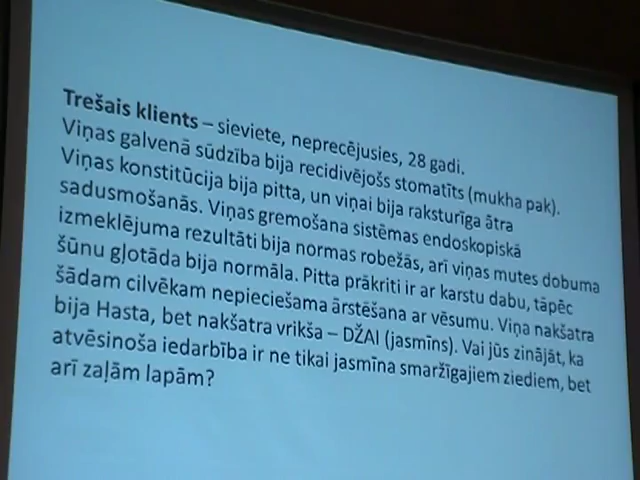 Trešais klients – sieviete, neprecējusies, 28 gadi.
Viņas galvenā sūdzība bija recidivējošs stomatīts (mukha pak).
Viņas konstitūcija bija pitta, un viņai bija raksturīga ātra
sadusmošanās. Viņas gremošana sistēmas endoskopiskā
izmeklējuma rezultāti bija normas robežās, arī viņas mutes dobuma
šūnu gļotāda bija normāla. Pitta prākriti ir ar karstu dabu, tāpēc
šādam cilvēkam nepieciešama ārstēšana ar vēsumu. Viņa nakšatra
bija Hasta, bet nakšatra vrikša – DŽAI (jasmīns). Vai jūs zinājāt, ka
atvēsinoša iedarbība ir ne tikai jasmīna smaržīgajiem ziediem, bet
arī zaļām lapām?